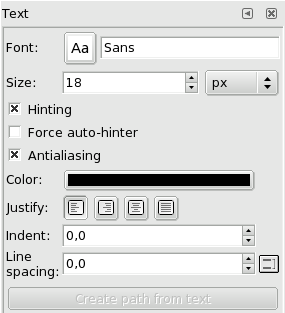 Text
Font: Aa Sans
Size: 18 px
Hinting
Force auto-hinter
Antialiasing
Color:
Justify:
Indent: 0,0
Line
spacing: 0,0
Create path from text